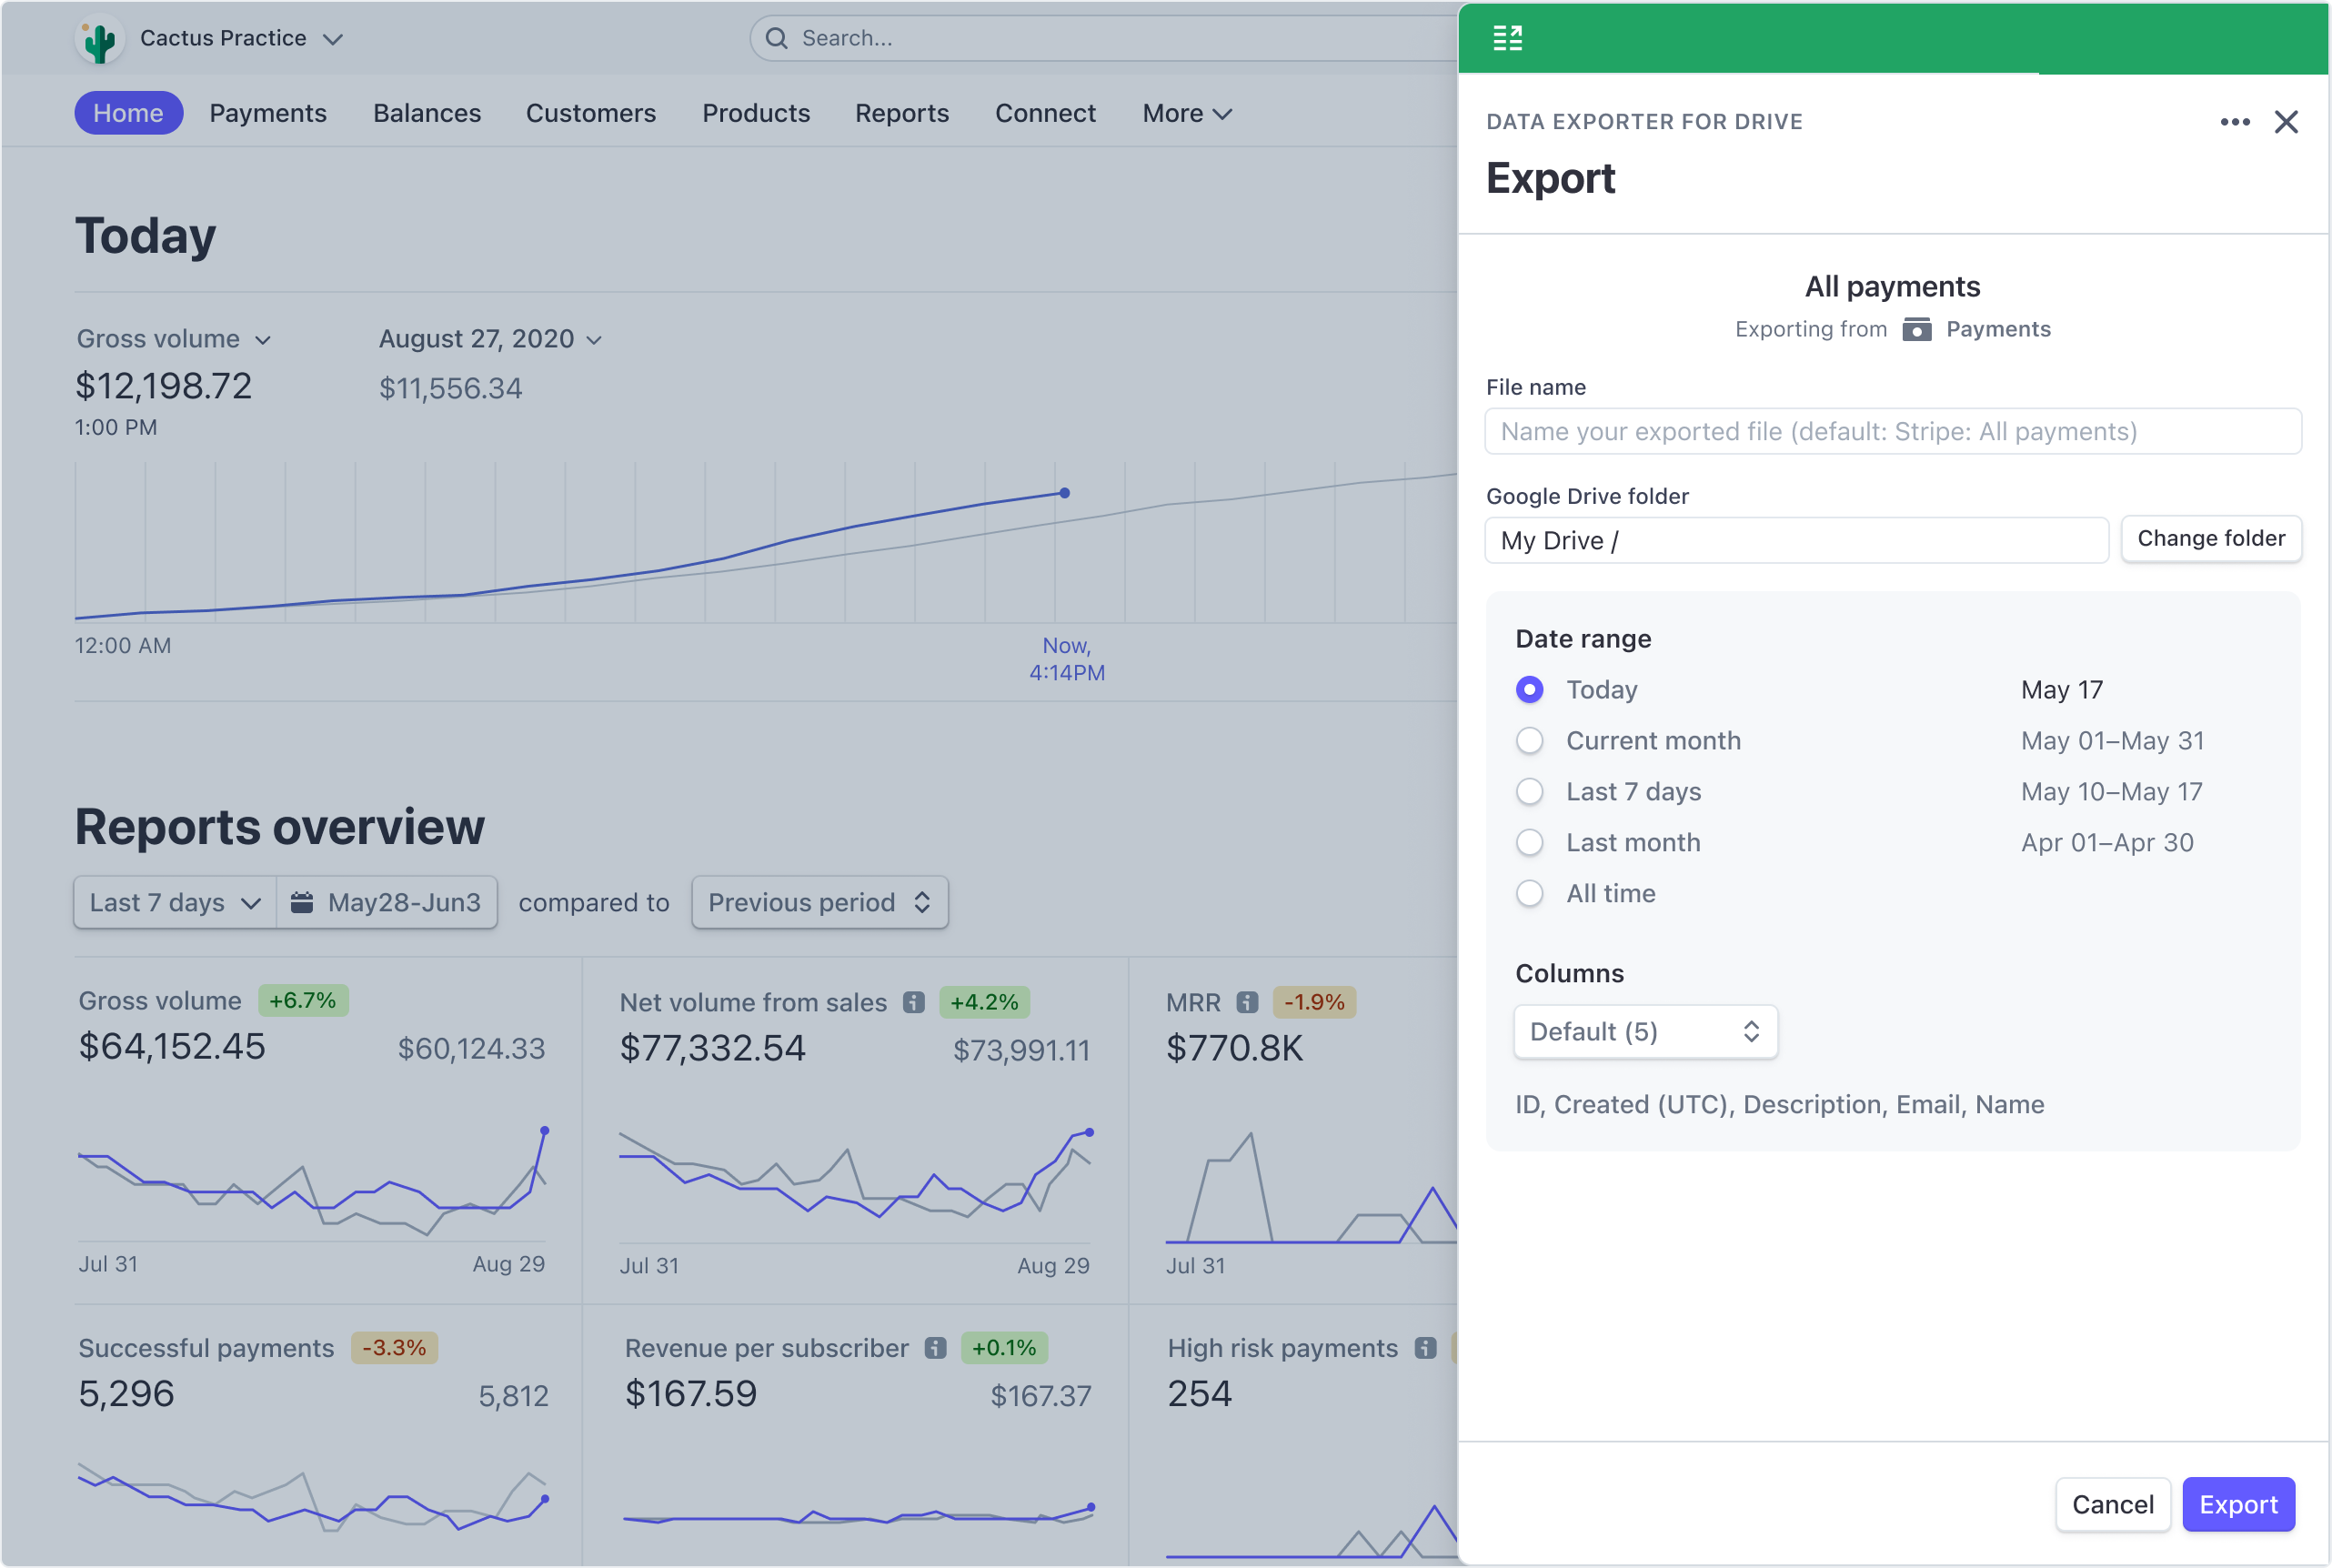 Cactus Practice
Search...
Home Payments Balances Customers Products Reports Connect More
Today
Gross volume
$12,198.72
1:00 PM
August 27, 2020
$11,556.34
12:00 AM
Now,
4:14PM
Reports overview
Last 7 days May28-Jun3 compared to Previous period
Gross volume +6.7%
$64,152.45 $60,124.33
Jul 31 Aug 29
Net volume from sales +4.2%
$77,332.54 $73,991.11
Jul 31 Aug 29
MRR -1.9%
$770.8K
Jul 31
Successful payments -3.3%
5,296 5,812
Revenue per subscriber +0.1%
$167.59 $167.37
High risk payments
254
DATA EXPORTER FOR DRIVE
Export
All payments
Exporting from Payments
File name
Name your exported file (default: Stripe: All payments)
Google Drive folder
My Drive / Change folder
Date range
Today May 17
Current month May 01–May 31
Last 7 days May 10–May 17
Last month Apr 01–Apr 30
All time
Columns
Default (5)
ID, Created (UTC), Description, Email, Name
Cancel Export